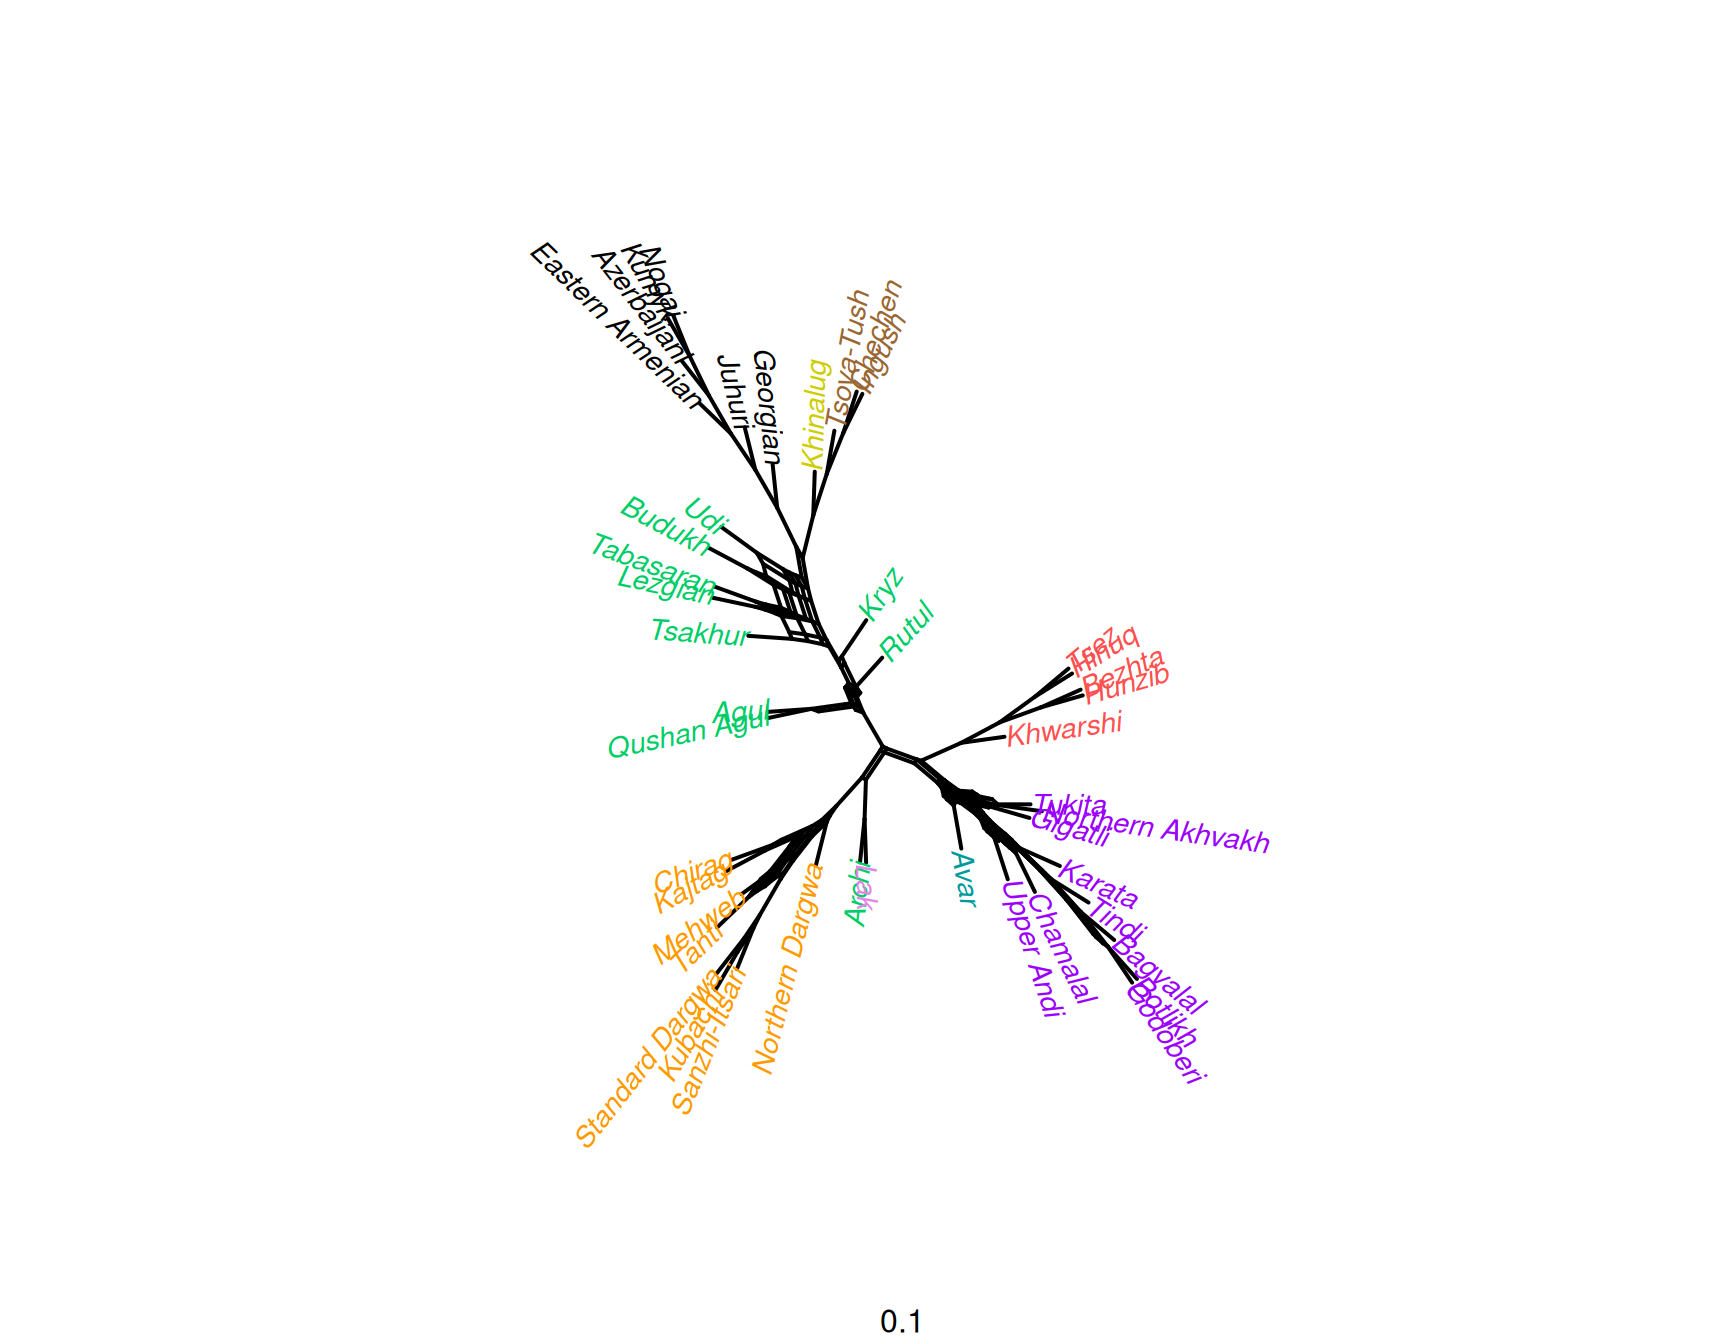 Nogai
Kumyk
Azerbaijani
Eastern Armenian
Juhuri
Georgian
Khinalug
Tsova-Tush
Chechen
Ingush
Udi
Budukh
Tabasaran
Lezgian
Tsakhur
Kryz
Rutul
Agul
Qushan Agul
Tsez
Hinuq
Bezhta
Hunzib
Khwarshi
Tukita
Northern Akhvakh
Gigatli
Karata
Tindi
Bagvalal
Botlikh
Godoberi
Chamalal
Upper Andi
Avar
Lak
Archi
Northern Dargwa
Sanzhi-Itsari
Kubachi
Standard Dargwa
Tanti
Mehweb
Kajtag
Chirag
0.1